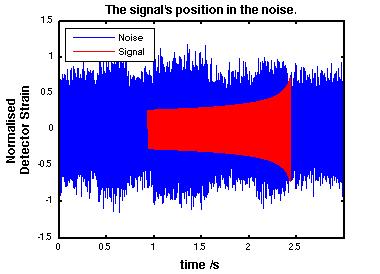 The signal's position in the noise.
Noise
Signal
Normalised
Detector Strain
1.5
1
0.5
0
-0.5
-1
-1.5
0
0.5
1
1.5
2
2.5
time /s